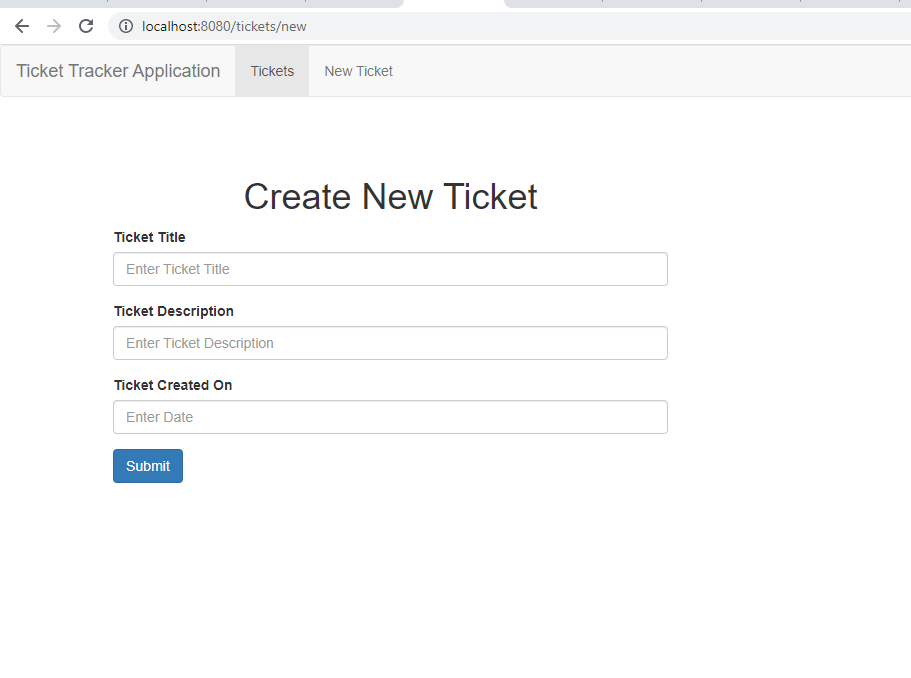 localhost:8080/tickets/new
Ticket Tracker Application Tickets New Ticket
Create New Ticket
Ticket Title
Enter Ticket Title
Ticket Description
Enter Ticket Description
Ticket Created On
Enter Date
Submit